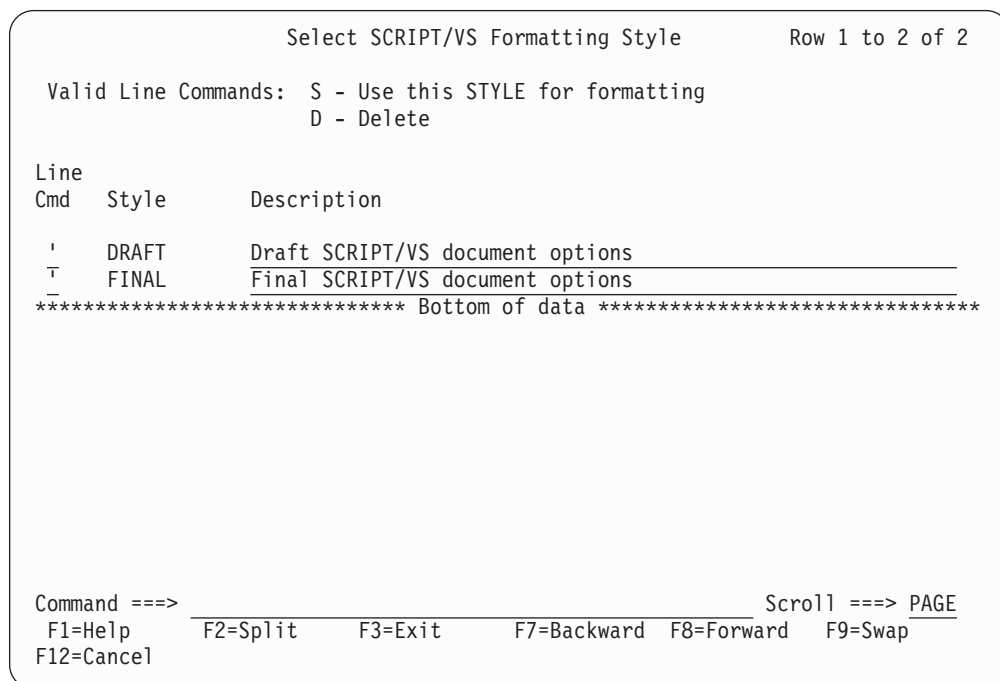 Select SCRIPT/VS Formatting Style Row 1 to 2 of 2
Valid Line Commands: S - Use this STYLE for formatting
D - Delete
Line
Cmd Style Description
' DRAFT Draft SCRIPT/VS document options
' FINAL Final SCRIPT/VS document options
******************************* Bottom of data ********************************
Command ===> Scroll ===> PAGE
F1=Help F2=Split F3=Exit F7=Backward F8=Forward F9=Swap
F12=Cancel